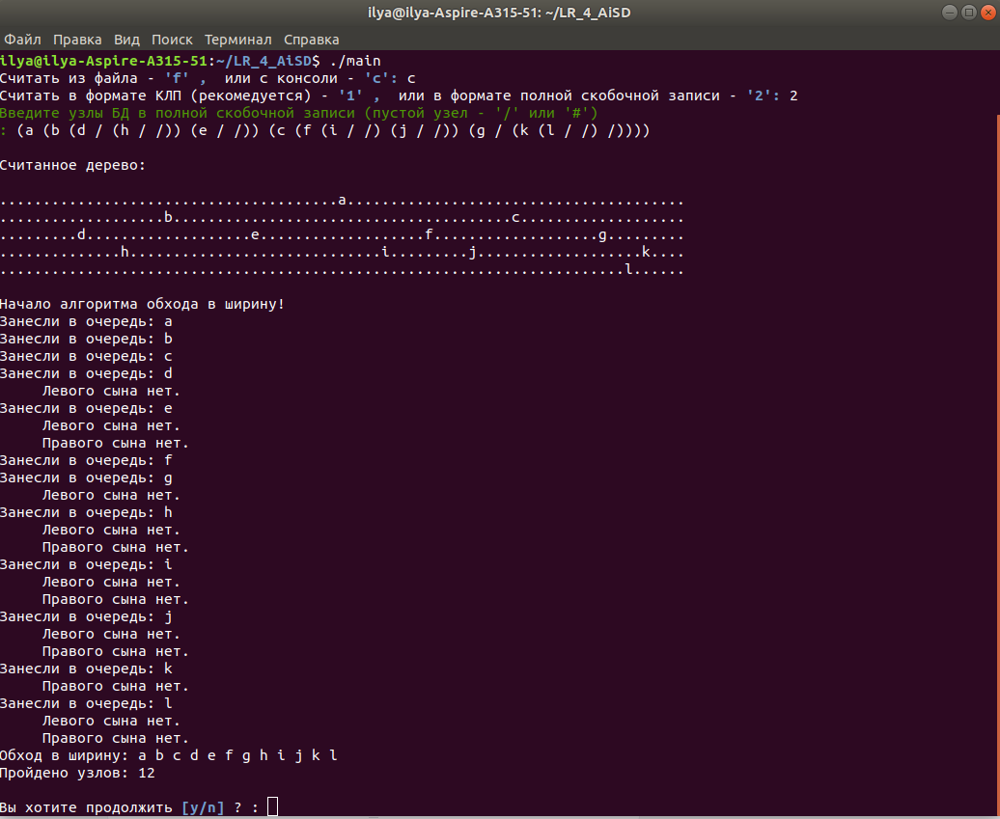 ilya@ilya-Aspire-A315-51: ~/LR_4_AiSD
Файл Правка Вид Поиск Терминал Справка
ilya@ilya-Aspire-A315-51:~/LR_4_AiSD$ ./main
Считать из файла - 'f' ,  или с консоли - 'c': c
Считать в формате КЛП (рекомедуется) - '1' ,  или в формате полной скобочной записи - '2': 2
Введите узлы БД в полной скобочной записи (пустой узел - '/' или '#')
: (a (b (d / (h / /)) (e / /)) (c (f (i / /) (j / /)) (g / (k (l / /) /))))
Считанное дерево:
.......................................a.......................................
...................b.......................................c...................
.........d...................e...................f...................g.........
..............h.............................i.........j...................k....
........................................................................l......
Начало алгоритма обхода в ширину!
Занесли в очередь: a
Занесли в очередь: b
Занесли в очередь: c
Занесли в очередь: d
Левого сына нет.
Занесли в очередь: e
Левого сына нет.
Правого сына нет.
Занесли в очередь: f
Занесли в очередь: g
Левого сына нет.
Занесли в очередь: h
Левого сына нет.
Правого сына нет.
Занесли в очередь: i
Левого сына нет.
Правого сына нет.
Занесли в очередь: j
Левого сына нет.
Правого сына нет.
Занесли в очередь: k
Правого сына нет.
Занесли в очередь: l
Левого сына нет.
Правого сына нет.
Обход в ширину: a b c d e f g h i j k l
Пройдено узлов: 12
Вы хотите продолжить [y/n] ? :